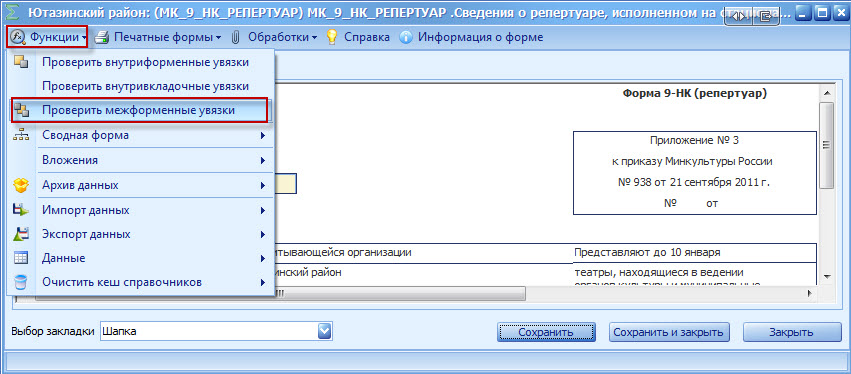 Ютазинский район: (МК_9_НК_РЕПЕРТУАР) МК_9_НК_РЕПЕРТУАР .Сведения о репертуаре, исполненном на
Функции Печатные формы Обработки Справка Информация о форме
Проверить внутриформенные увязки
Проверить внутривкладочные увязки
Проверить межформенные увязки
Сводная форма
Вложения
Архив данных
Импорт данных
Экспорт данных
Данные
Очистить кеш справочников
Форма 9-НК (репертуар)
Приложение № 3
к приказу Минкультуры России
№ 938 от 21 сентября 2011 г.
№ от
итывающейся организации Представляют до 10 января
инский район театры, находящиеся в ведении
органов культуры и муниципальные
Выбор закладки Шапка Сохранить Сохранить и закрыть Закрыть